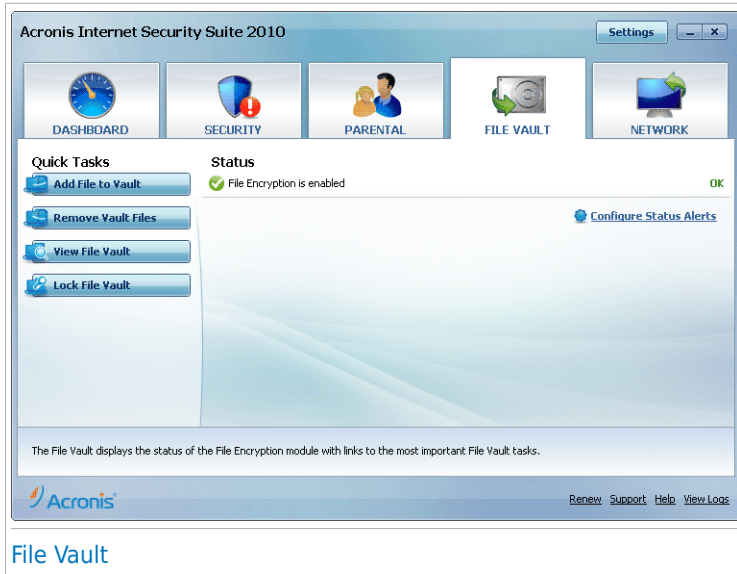 Acronis Internet Security Suite 2010
Settings
DASHBOARD
SECURITY
PARENTAL
FILE VAULT
NETWORK
Quick Tasks
Add File to Vault
Remove Vault Files
View File Vault
Lock File Vault
Status
File Encryption is enabled OK
Configure Status Alerts
The File Vault displays the status of the File Encryption module with links to the most important File Vault tasks.
Acronis
Renew Support Help View Logs
File Vault